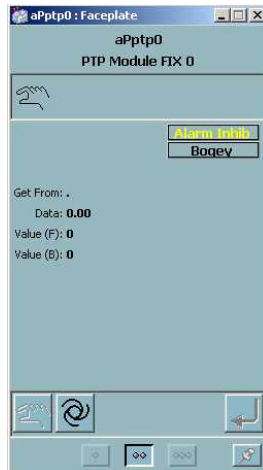 aPptp0 : Faceplate
aPptp0
PTP Module FIX 0
Alarm Inhib
Bogey
Get From: .
Data: 0.00
Value (F): 0
Value (B): 0